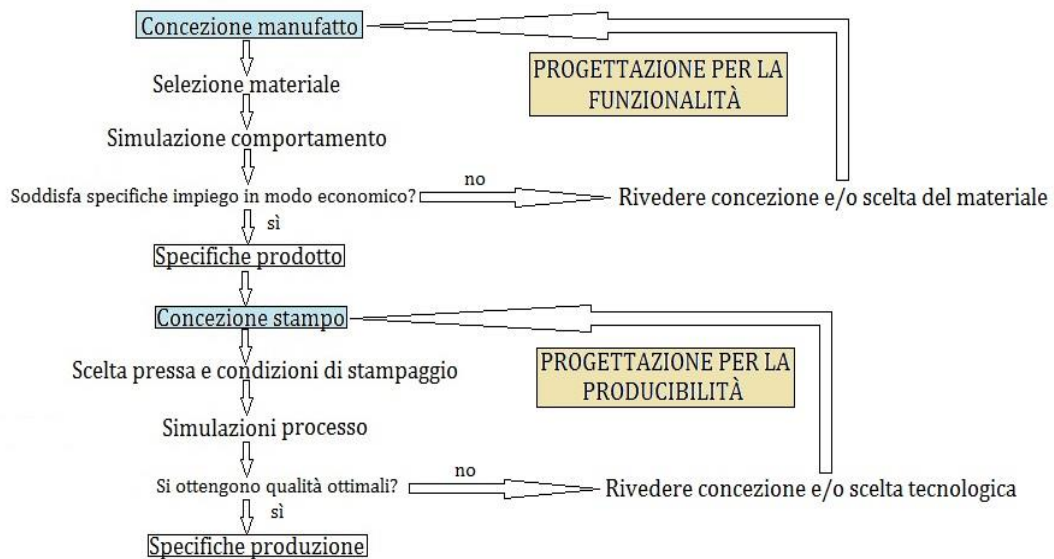 Concezione manufatto
PROGETTAZIONE PER LA
FUNZIONALITÀ
Selezione materiale
Simulazione comportamento
Soddisfa specifiche impiego in modo economico?
no
Rivedere concezione e/o scelta del materiale
sì
Specifiche prodotto
Concezione stampo
PROGETTAZIONE PER LA
PRODUCIBILITÀ
Scelta pressa e condizioni di stampaggio
Simulazioni processo
Si ottengono qualità ottimali?
no
Rivedere concezione e/o scelta tecnologica
sì
Specifiche produzione